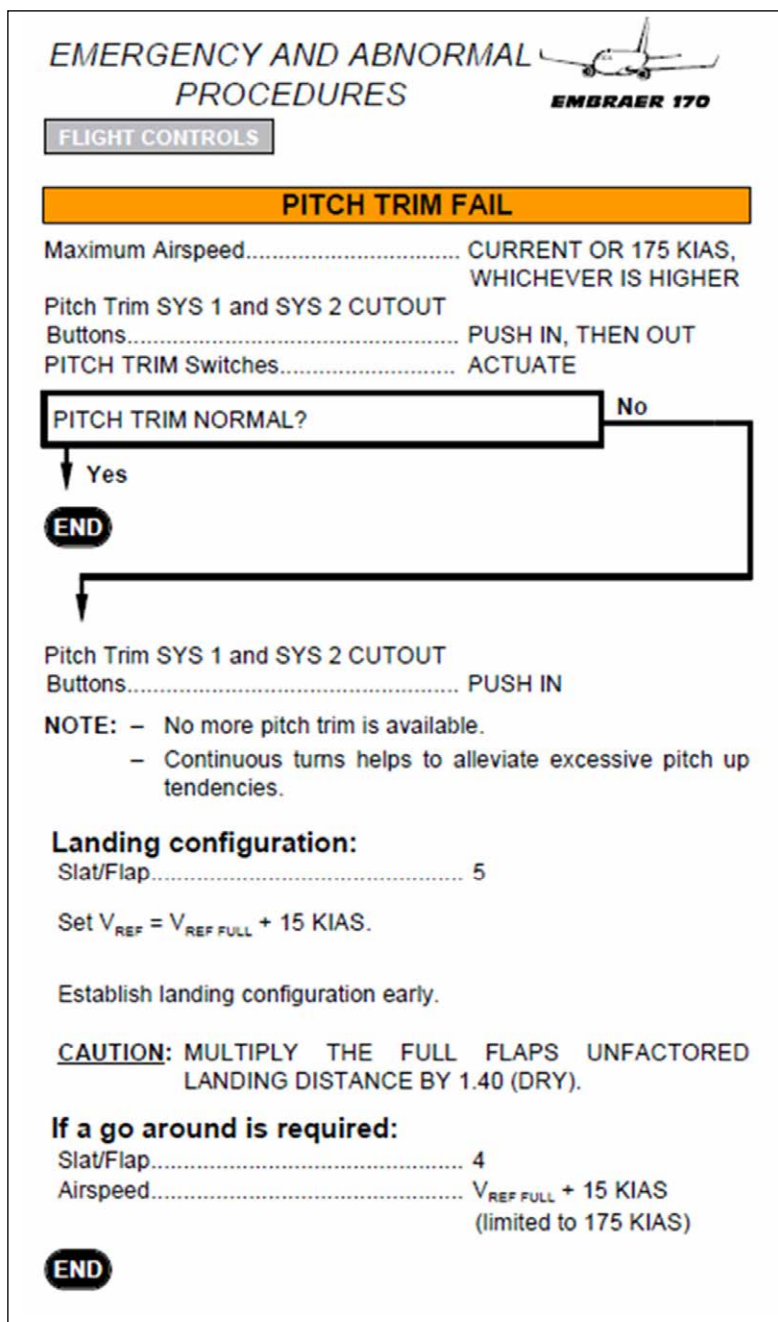 EMERGENCY AND ABNORMAL
PROCEDURES
EMBRAER 170
FLIGHT CONTROLS
PITCH TRIM FAIL
Maximum Airspeed................................. CURRENT OR 175 KIAS,
WHICHEVER IS HIGHER
Pitch Trim SYS 1 and SYS 2 CUTOUT
Buttons................................................... PUSH IN, THEN OUT
PITCH TRIM Switches........................... ACTUATE
PITCH TRIM NORMAL?
No
Yes
END
Pitch Trim SYS 1 and SYS 2 CUTOUT
Buttons................................................... PUSH IN
NOTE: – No more pitch trim is available.
– Continuous turns helps to alleviate excessive pitch up
tendencies.
Landing configuration:
Slat/Flap................................................ 5
Set VREF = VREF FULL + 15 KIAS.
Establish landing configuration early.
CAUTION: MULTIPLY THE FULL FLAPS UNFACTORED
LANDING DISTANCE BY 1.40 (DRY).
If a go around is required:
Slat/Flap................................................ 4
Airspeed................................................ VREF FULL + 15 KIAS
(limited to 175 KIAS)
END